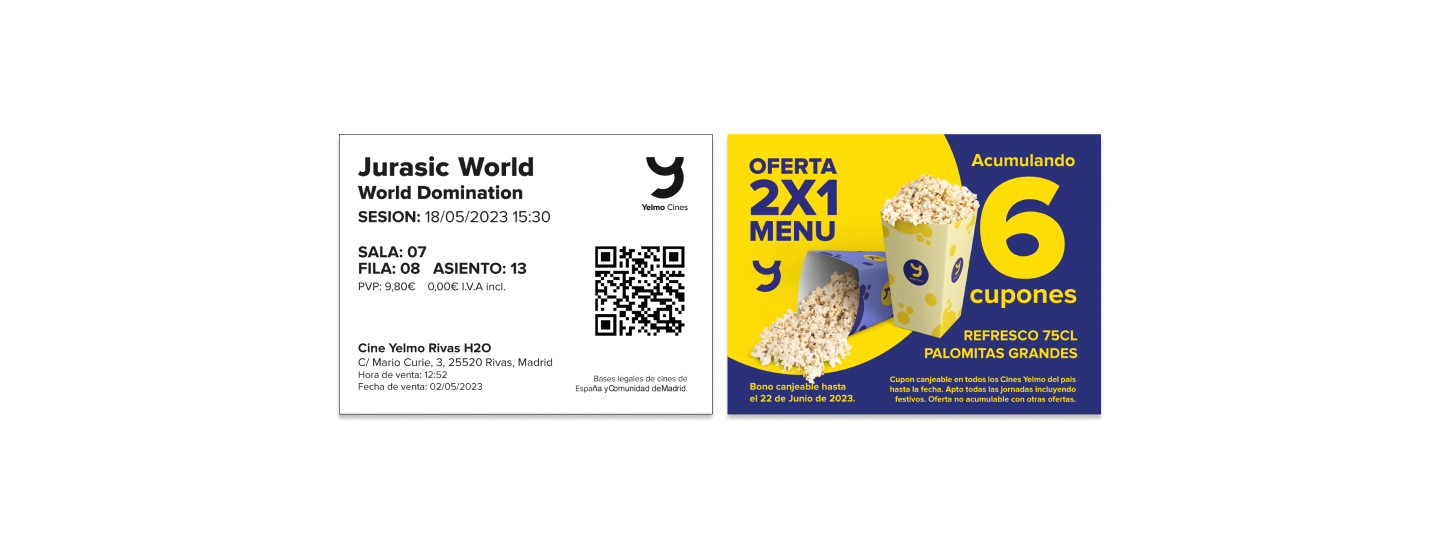 Jurasic World
World Domination
SESION: 18/05/2023 15:30
Yelmo Cines
SALA: 07
FILA: 08 ASIENTO: 13
PVP: 9,80€ 0,00€ I.V.A incl.
Cine Yelmo Rivas H2O
C/ Mario Curie, 3, 25520 Rivas, Madrid
Hora de venta: 12:52
Fecha de venta: 02/05/2023
Bases legales de cines de
España y Comunidad de Madrid.
OFERTA
2X1
MENU
Acumulando
6
cupones
REFRESCO 75CL
PALOMITAS GRANDES
Bono canjeable hasta
el 22 de Junio de 2023.
Cupon canjeable en todos los Cines Yelmo del pais
hasta la fecha. Apto todas las jornadas incluyendo
festivos. Oferta no acumulable con otras ofertas.